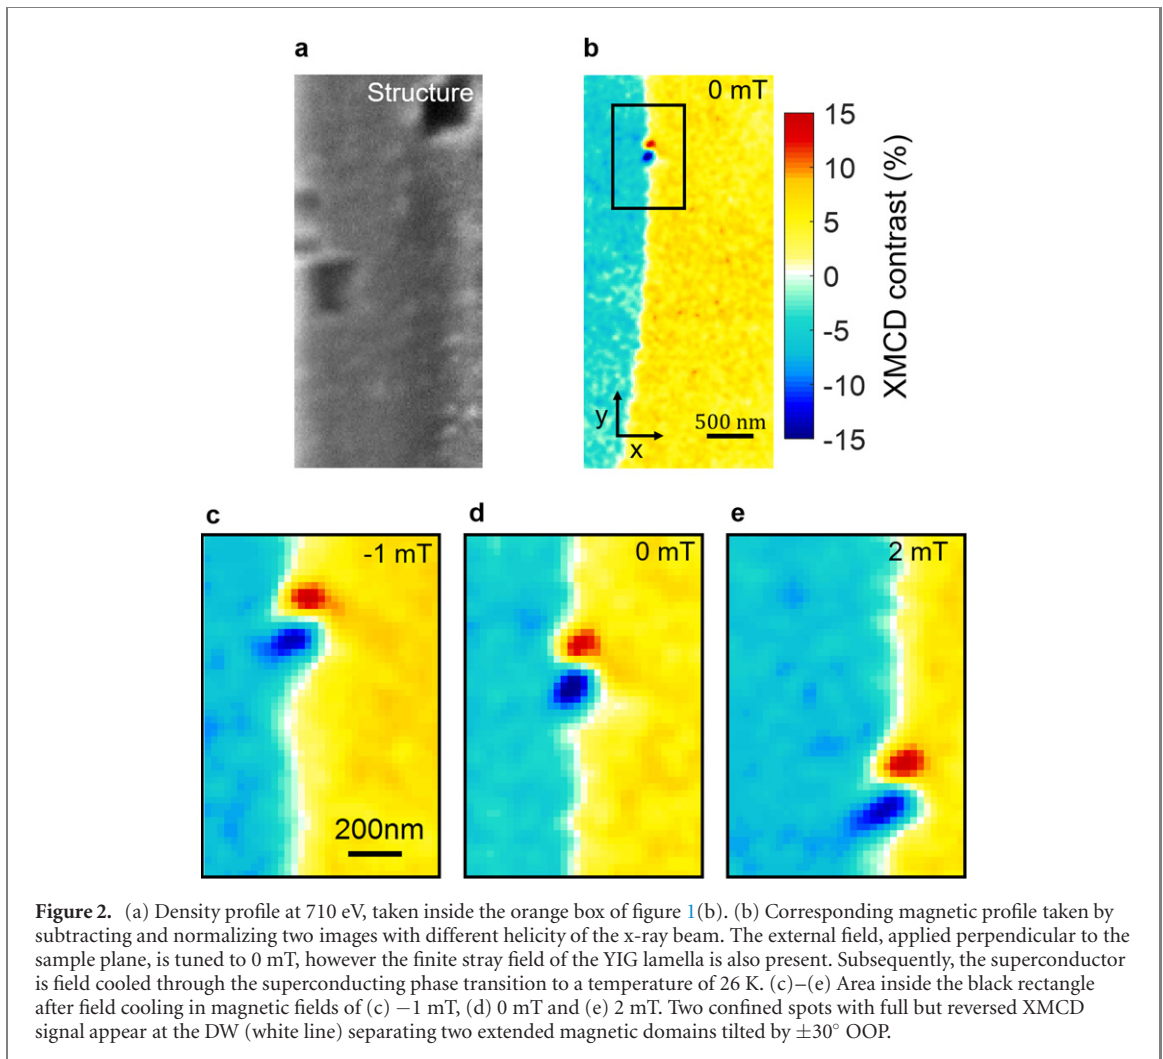 a
Structure
b
0 mT
15
10
5
0
-5
-10
-15
XMCD contrast (%)
y
x
500 nm
c
-1 mT
200nm
d
0 mT
e
2 mT
Figure 2. (a) Density profile at 710 eV, taken inside the orange box of figure 1(b). (b) Corresponding magnetic profile taken by
subtracting and normalizing two images with different helicity of the x-ray beam. The external field, applied perpendicular to the
sample plane, is tuned to 0 mT, however the finite stray field of the YIG lamella is also present. Subsequently, the superconductor
is field cooled through the superconducting phase transition to a temperature of 26 K. (c)–(e) Area inside the black rectangle
after field cooling in magnetic fields of (c) −1 mT, (d) 0 mT and (e) 2 mT. Two confined spots with full but reversed XMCD
signal appear at the DW (white line) separating two extended magnetic domains tilted by ±30° OOP.